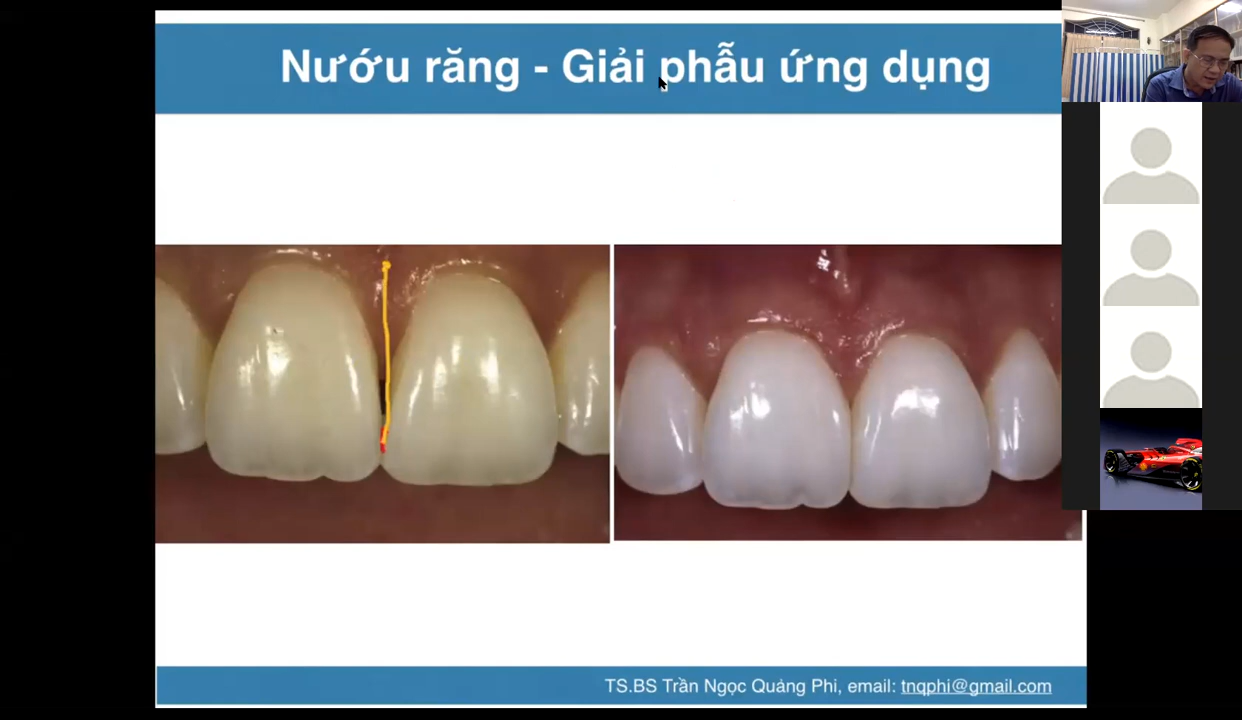 Nướu răng - Giải phẫu ứng dụng
TS.BS Trần Ngọc Quảng Phi, email: tnqphi@gmail.com